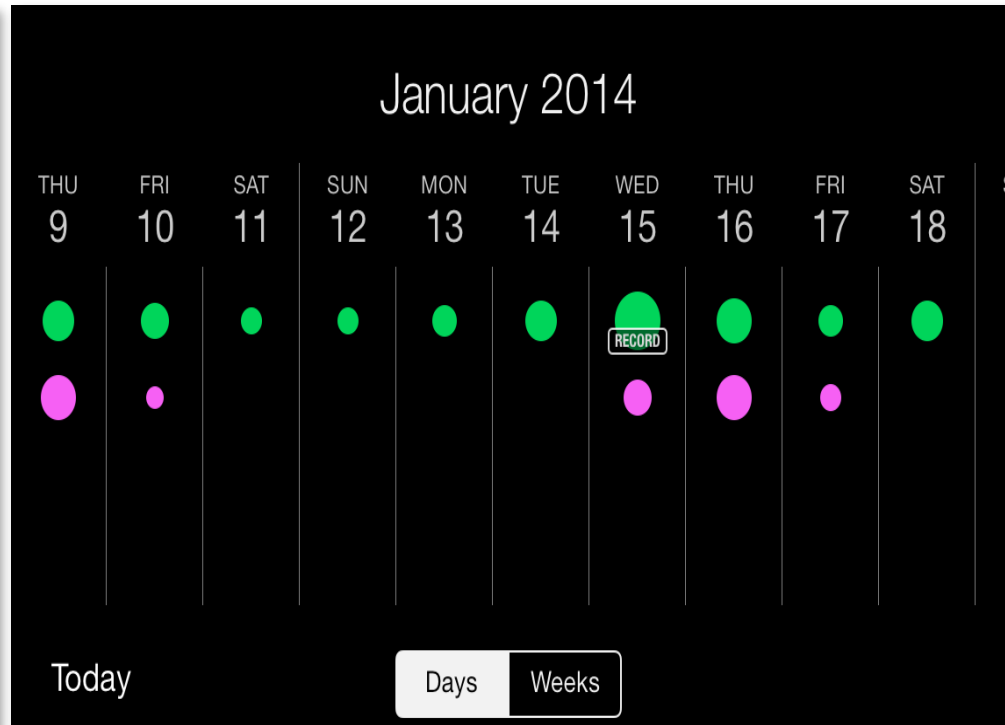 January 2014
THU FRI SAT SUN MON TUE WED THU FRI SAT
9 10 11 12 13 14 15 16 17 18
RECORD
Today Days Weeks